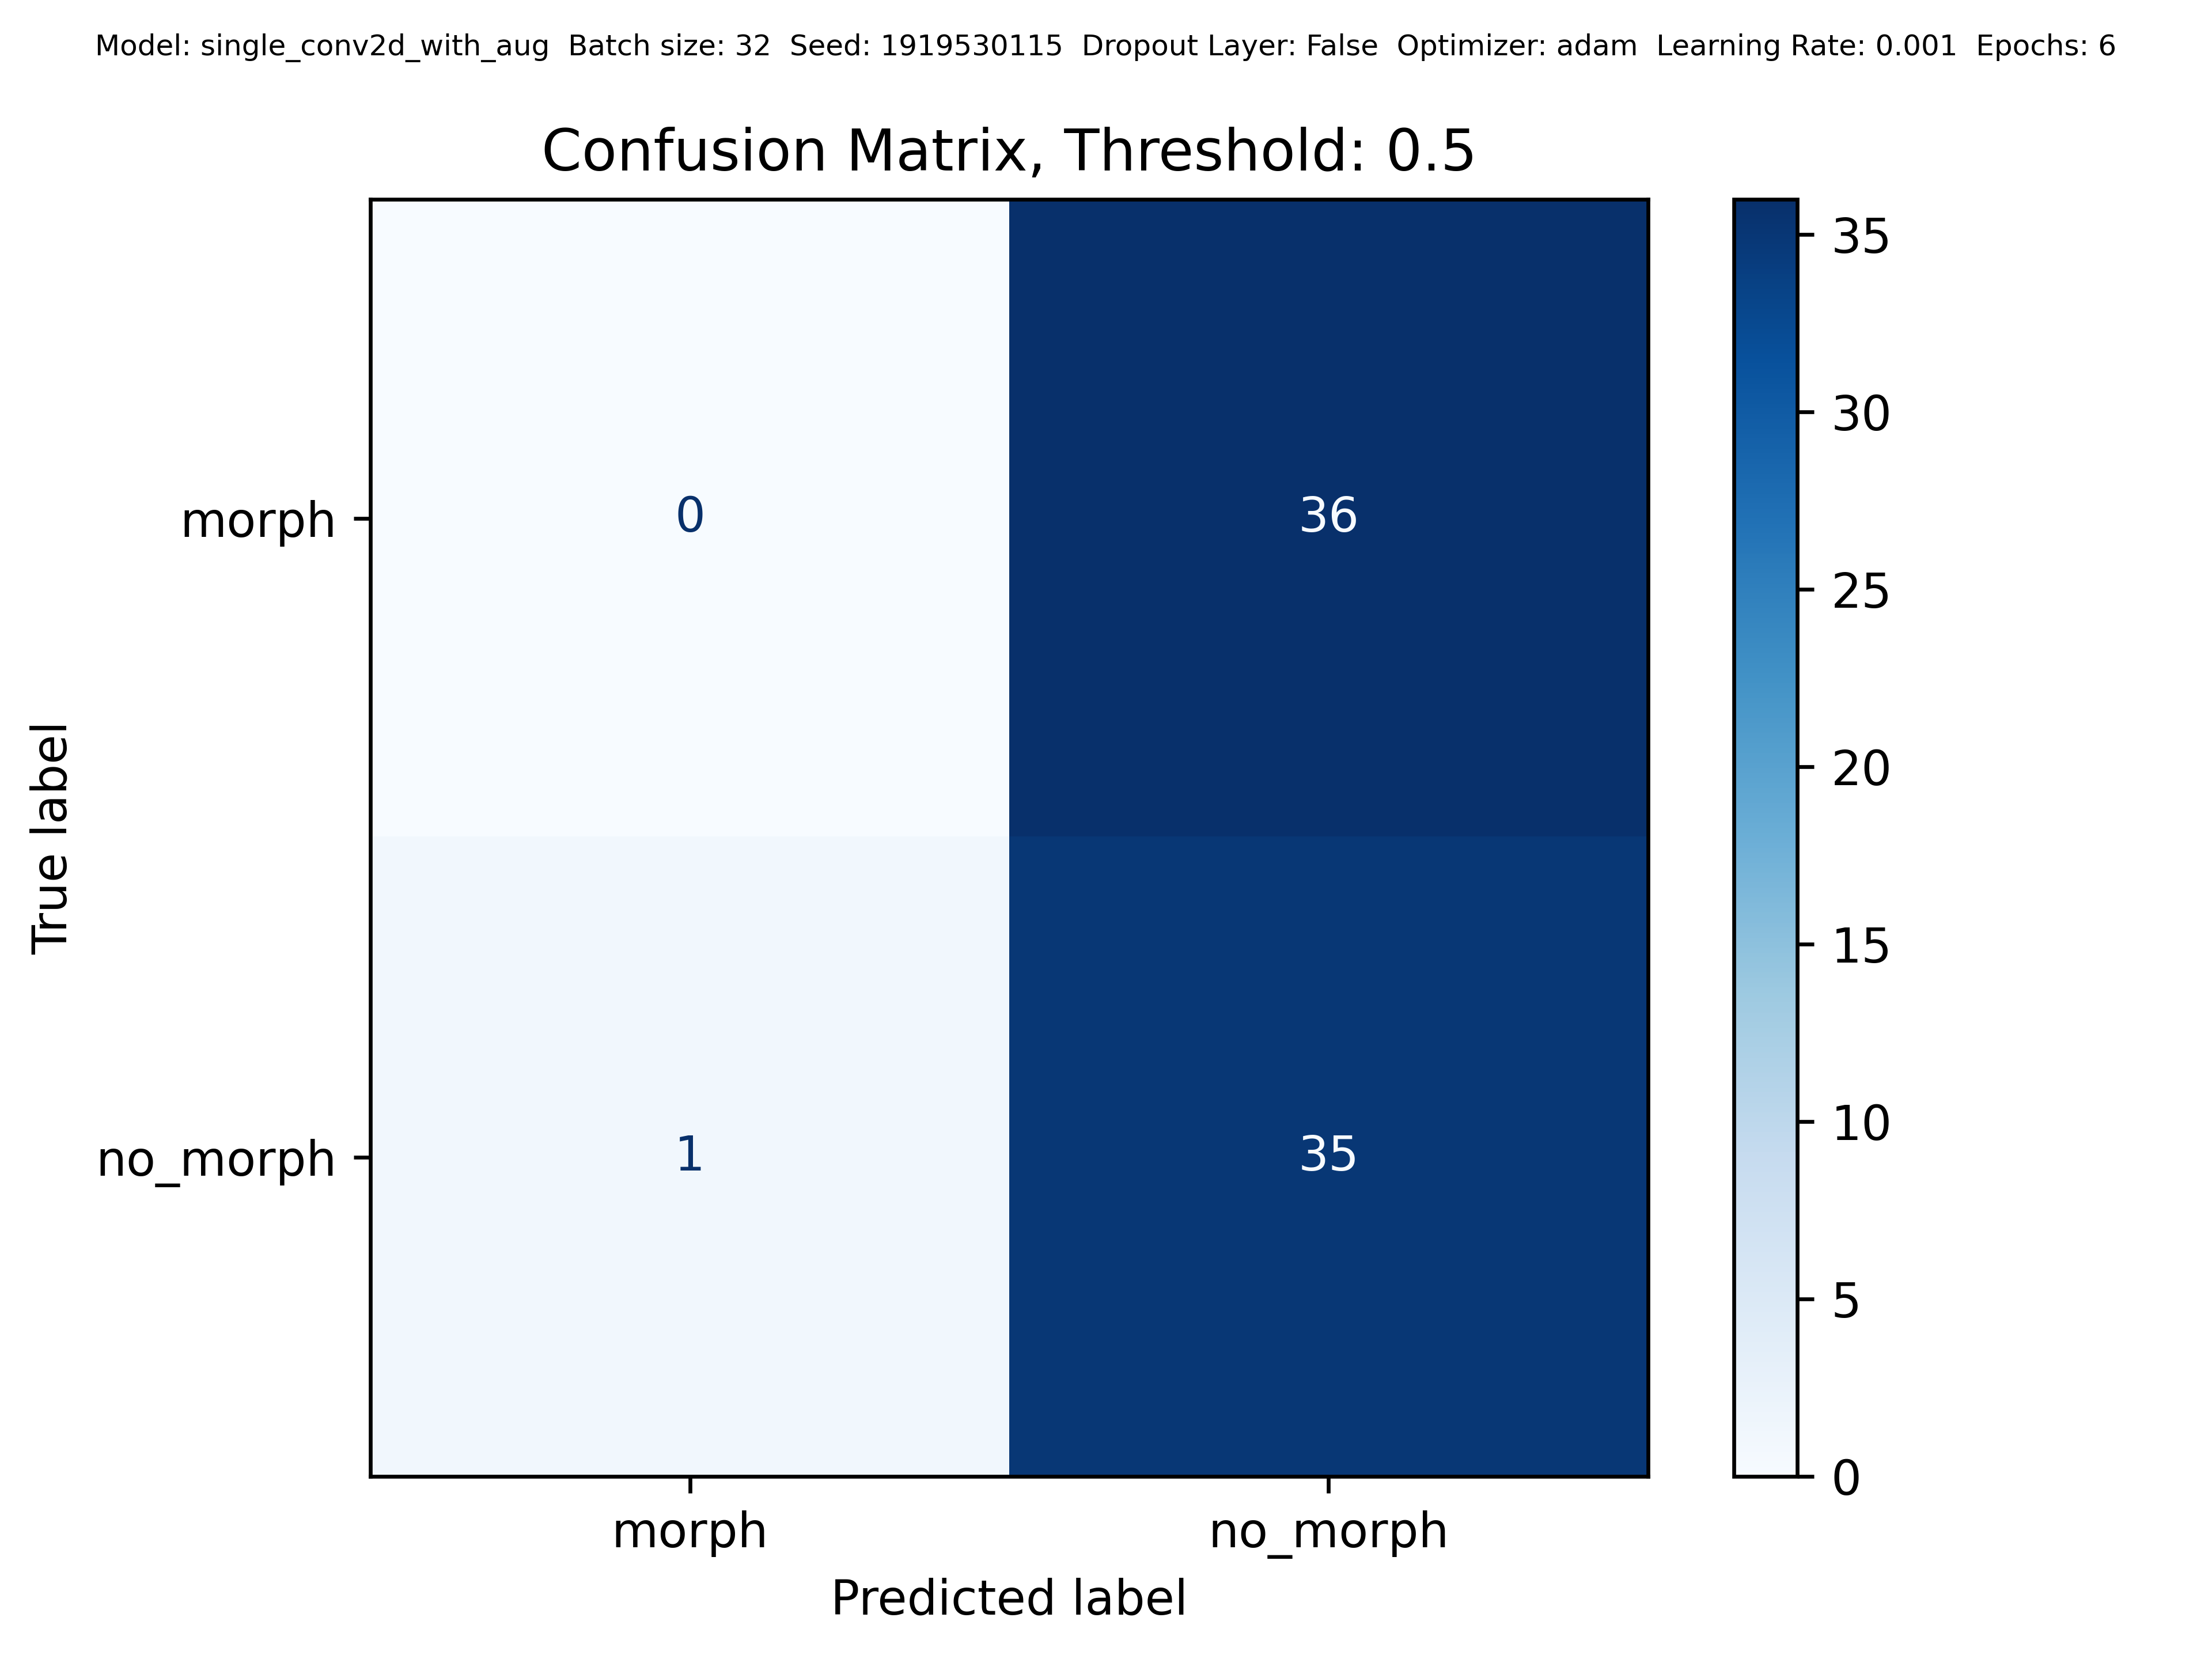 Model: single_conv2d_with_aug  Batch size: 32  Seed: 1919530115  Dropout Layer: False  Optimizer: adam  Learning Rate: 0.001  Epochs: 6
Confusion Matrix, Threshold: 0.5
True label
morph
no_morph
0
36
1
35
morph
no_morph
Predicted label
35
30
25
20
15
10
5
0